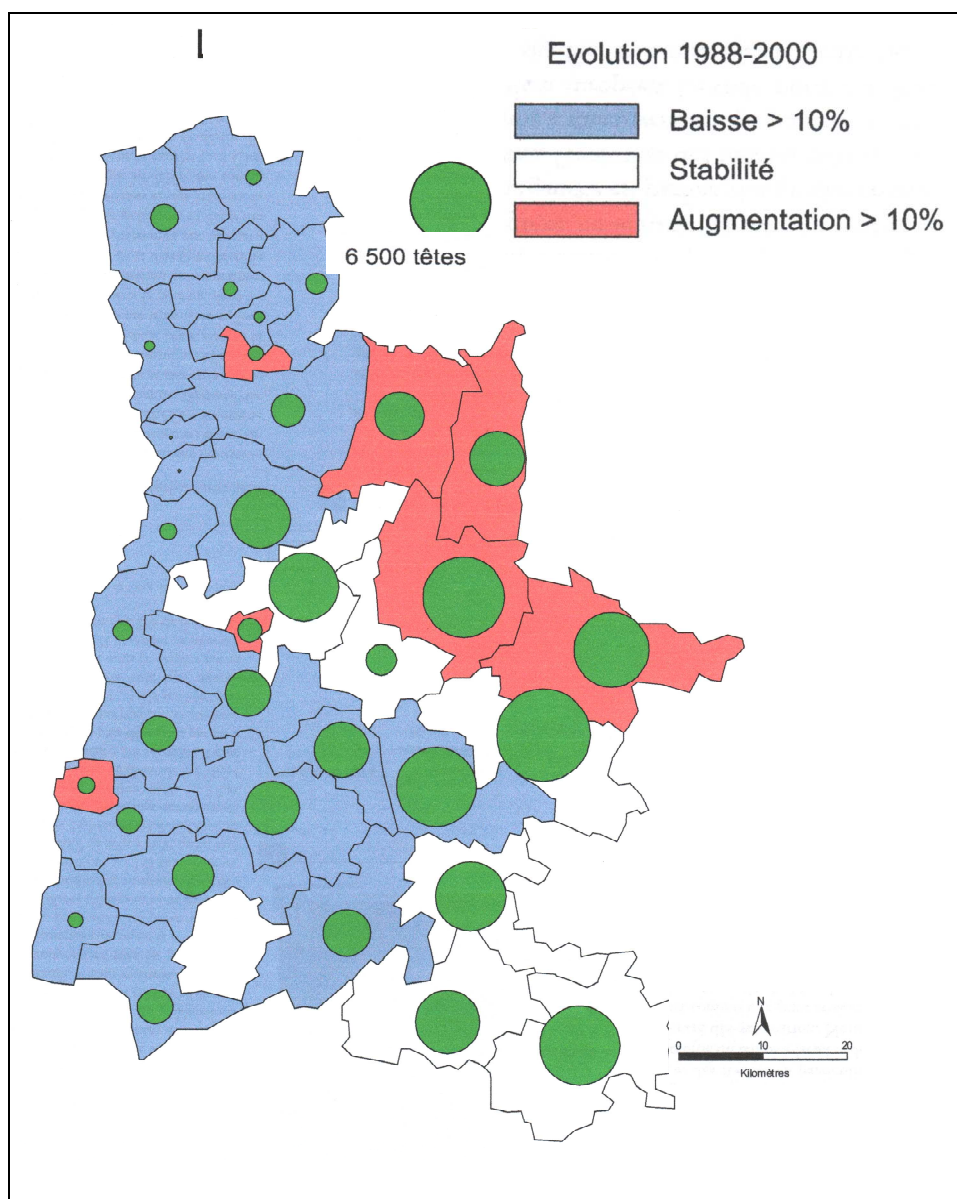 Evolution 1988-2000
Baisse > 10%
Stabilité
Augmentation > 10%
6 500 têtes
N
0 10 20
Kilomètres